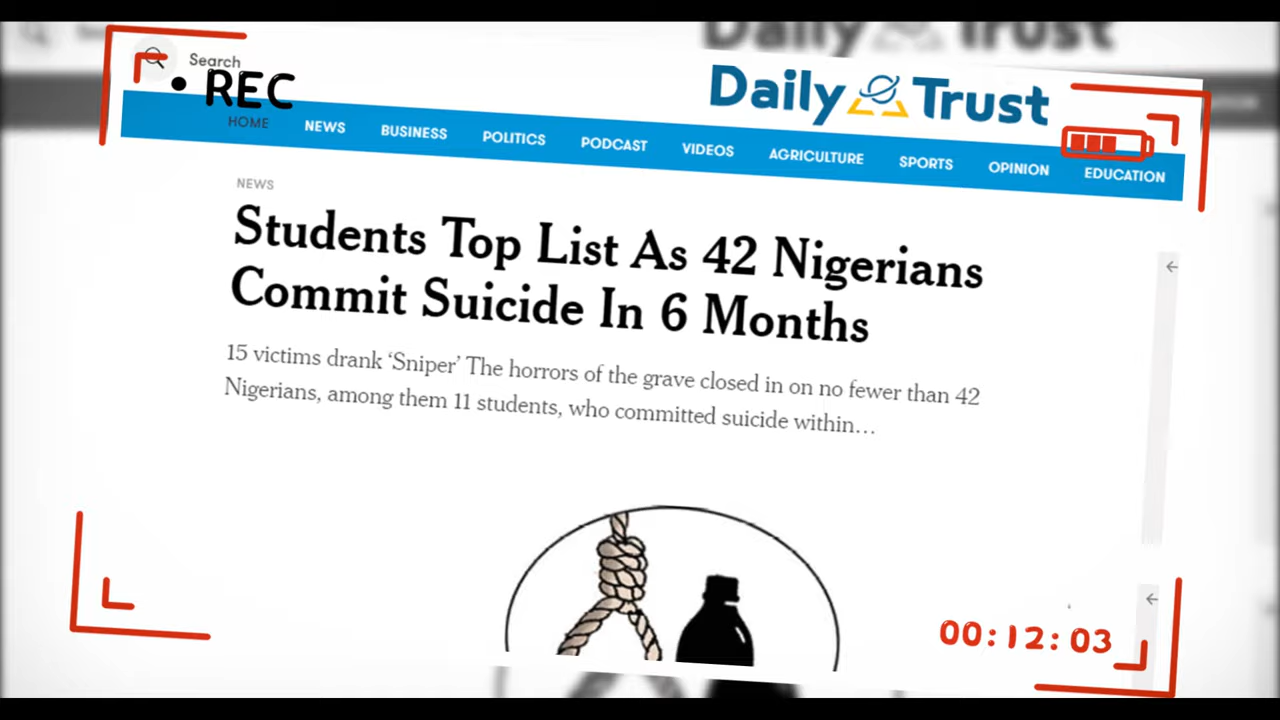 Search
Daily Trust
• REC
HOME NEWS BUSINESS POLITICS PODCAST VIDEOS AGRICULTURE SPORTS OPINION EDUCATION
NEWS
Students Top List As 42 Nigerians
Commit Suicide In 6 Months
15 victims drank ‘Sniper’ The horrors of the grave closed in on no fewer than 42
Nigerians, among them 11 students, who committed suicide within...
00:12:03